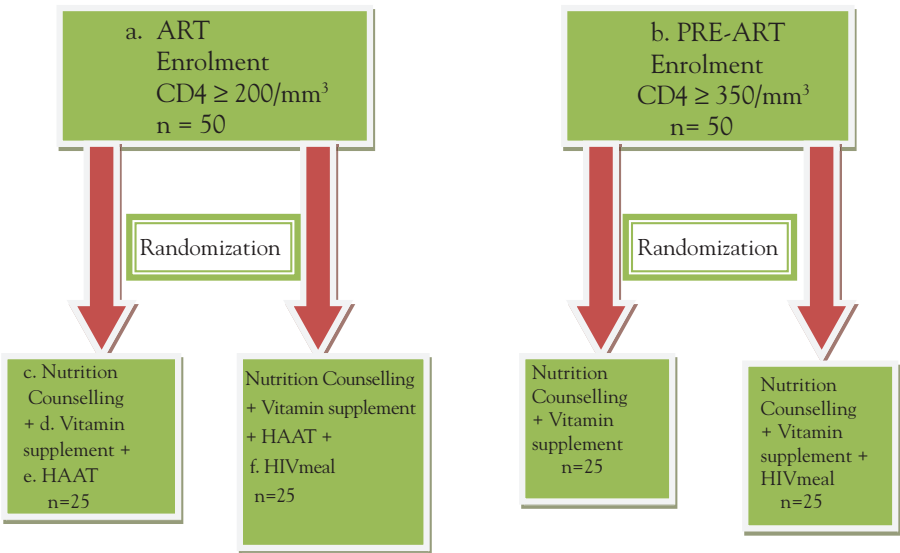 a. ART
Enrolment
CD4 ≥ 200/mm³
n = 50
b. PRE-ART
Enrolment
CD4 ≥ 350/mm³
n= 50
Randomization
Randomization
c. Nutrition
Counselling
+ d. Vitamin
supplement +
e. HAAT
n=25
Nutrition Counselling
+ Vitamin supplement
+ HAAT +
f. HIVmeal
n=25
Nutrition
Counselling
+ Vitamin
supplement
n=25
Nutrition
Counselling
+ Vitamin
supplement +
HIVmeal
n=25